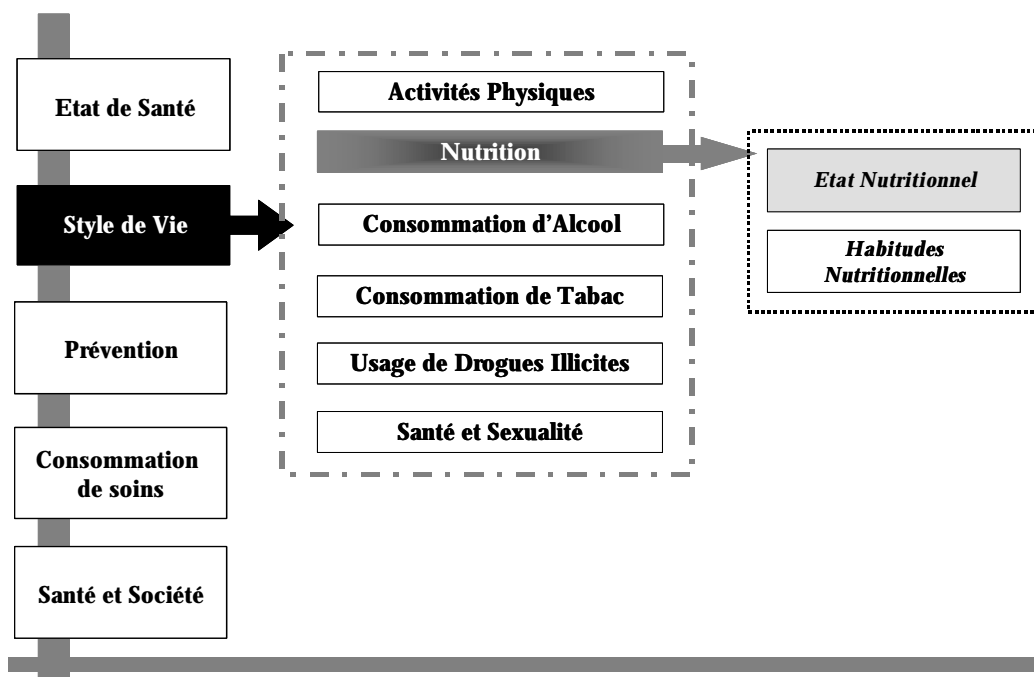 Etat de Santé
Style de Vie
Prévention
Consommation
de soins
Santé et Société
Activités Physiques
Nutrition
Consommation d'Alcool
Consommation de Tabac
Usage de Drogues Illicites
Santé et Sexualité
Etat Nutritionnel
Habitudes
Nutritionnelles